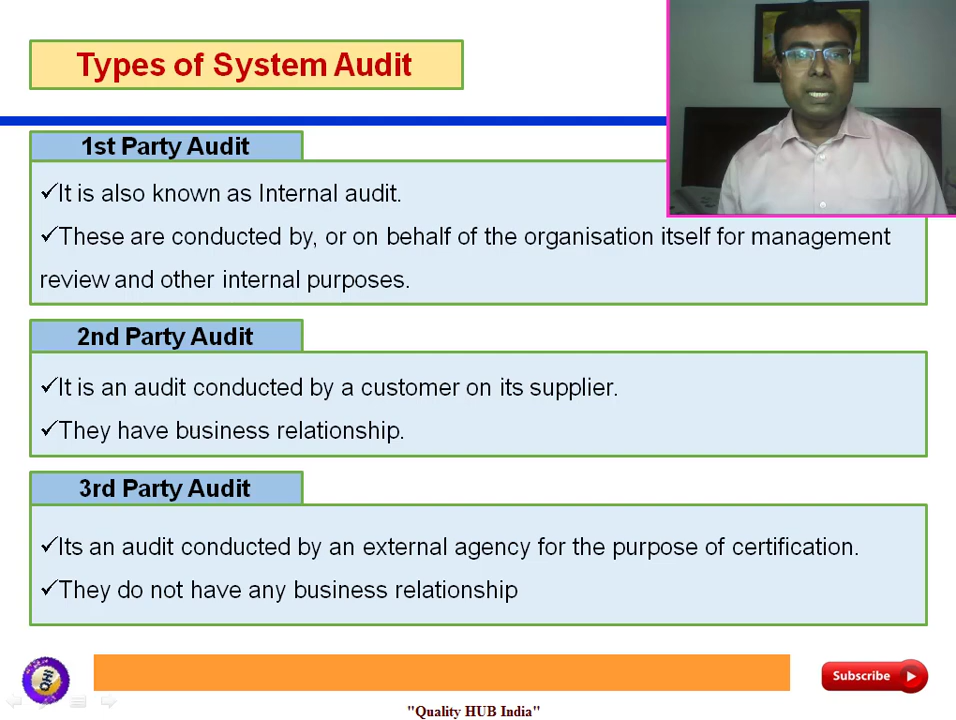 Types of System Audit
1st Party Audit
✓It is also known as Internal audit.
✓These are conducted by, or on behalf of the organisation itself for management
review and other internal purposes.
2nd Party Audit
✓It is an audit conducted by a customer on its supplier.
✓They have business relationship.
3rd Party Audit
✓Its an audit conducted by an external agency for the purpose of certification.
✓They do not have any business relationship
QHI
Subscribe
"Quality HUB India"